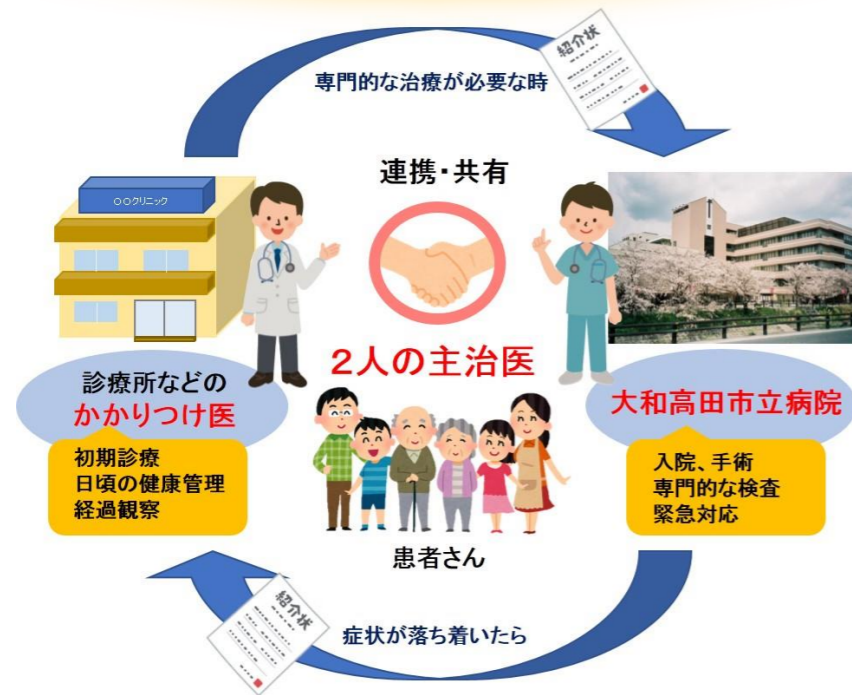 紹介状
専門的な治療が必要な時
連携・共有
〇〇クリニック
2人の主治医
診療所などの
かかりつけ医
初期診療
日頃の健康管理
経過観察
大和高田市立病院
入院、手術
専門的な検査
緊急対応
患者さん
紹介状
症状が落ち着いたら